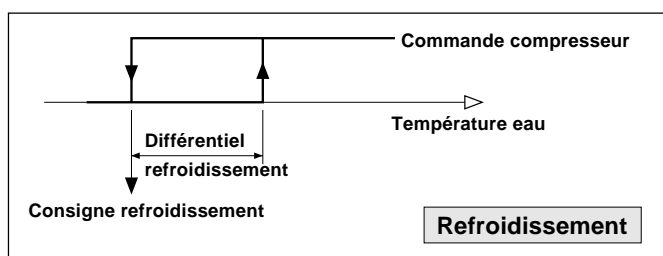 Commande compresseur
Température eau
Différentiel
refroidissement
Consigne refroidissement
Refroidissement